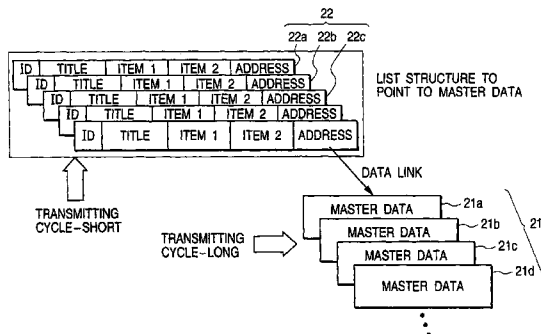 22
22a 22b 22c
ID TITLE ITEM 1 ITEM 2 ADDRESS
ID TITLE ITEM 1 ITEM 2 ADDRESS
ID TITLE ITEM 1 ITEM 2 ADDRESS
ID TITLE ITEM 1 ITEM 2 ADDRESS
ID TITLE ITEM 1 ITEM 2 ADDRESS
LIST STRUCTURE TO
POINT TO MASTER DATA
DATA LINK
TRANSMITTING
CYCLE-SHORT
MASTER DATA 21a
MASTER DATA 21b
MASTER DATA 21c
MASTER DATA 21d
21
TRANSMITTING
CYCLE-LONG